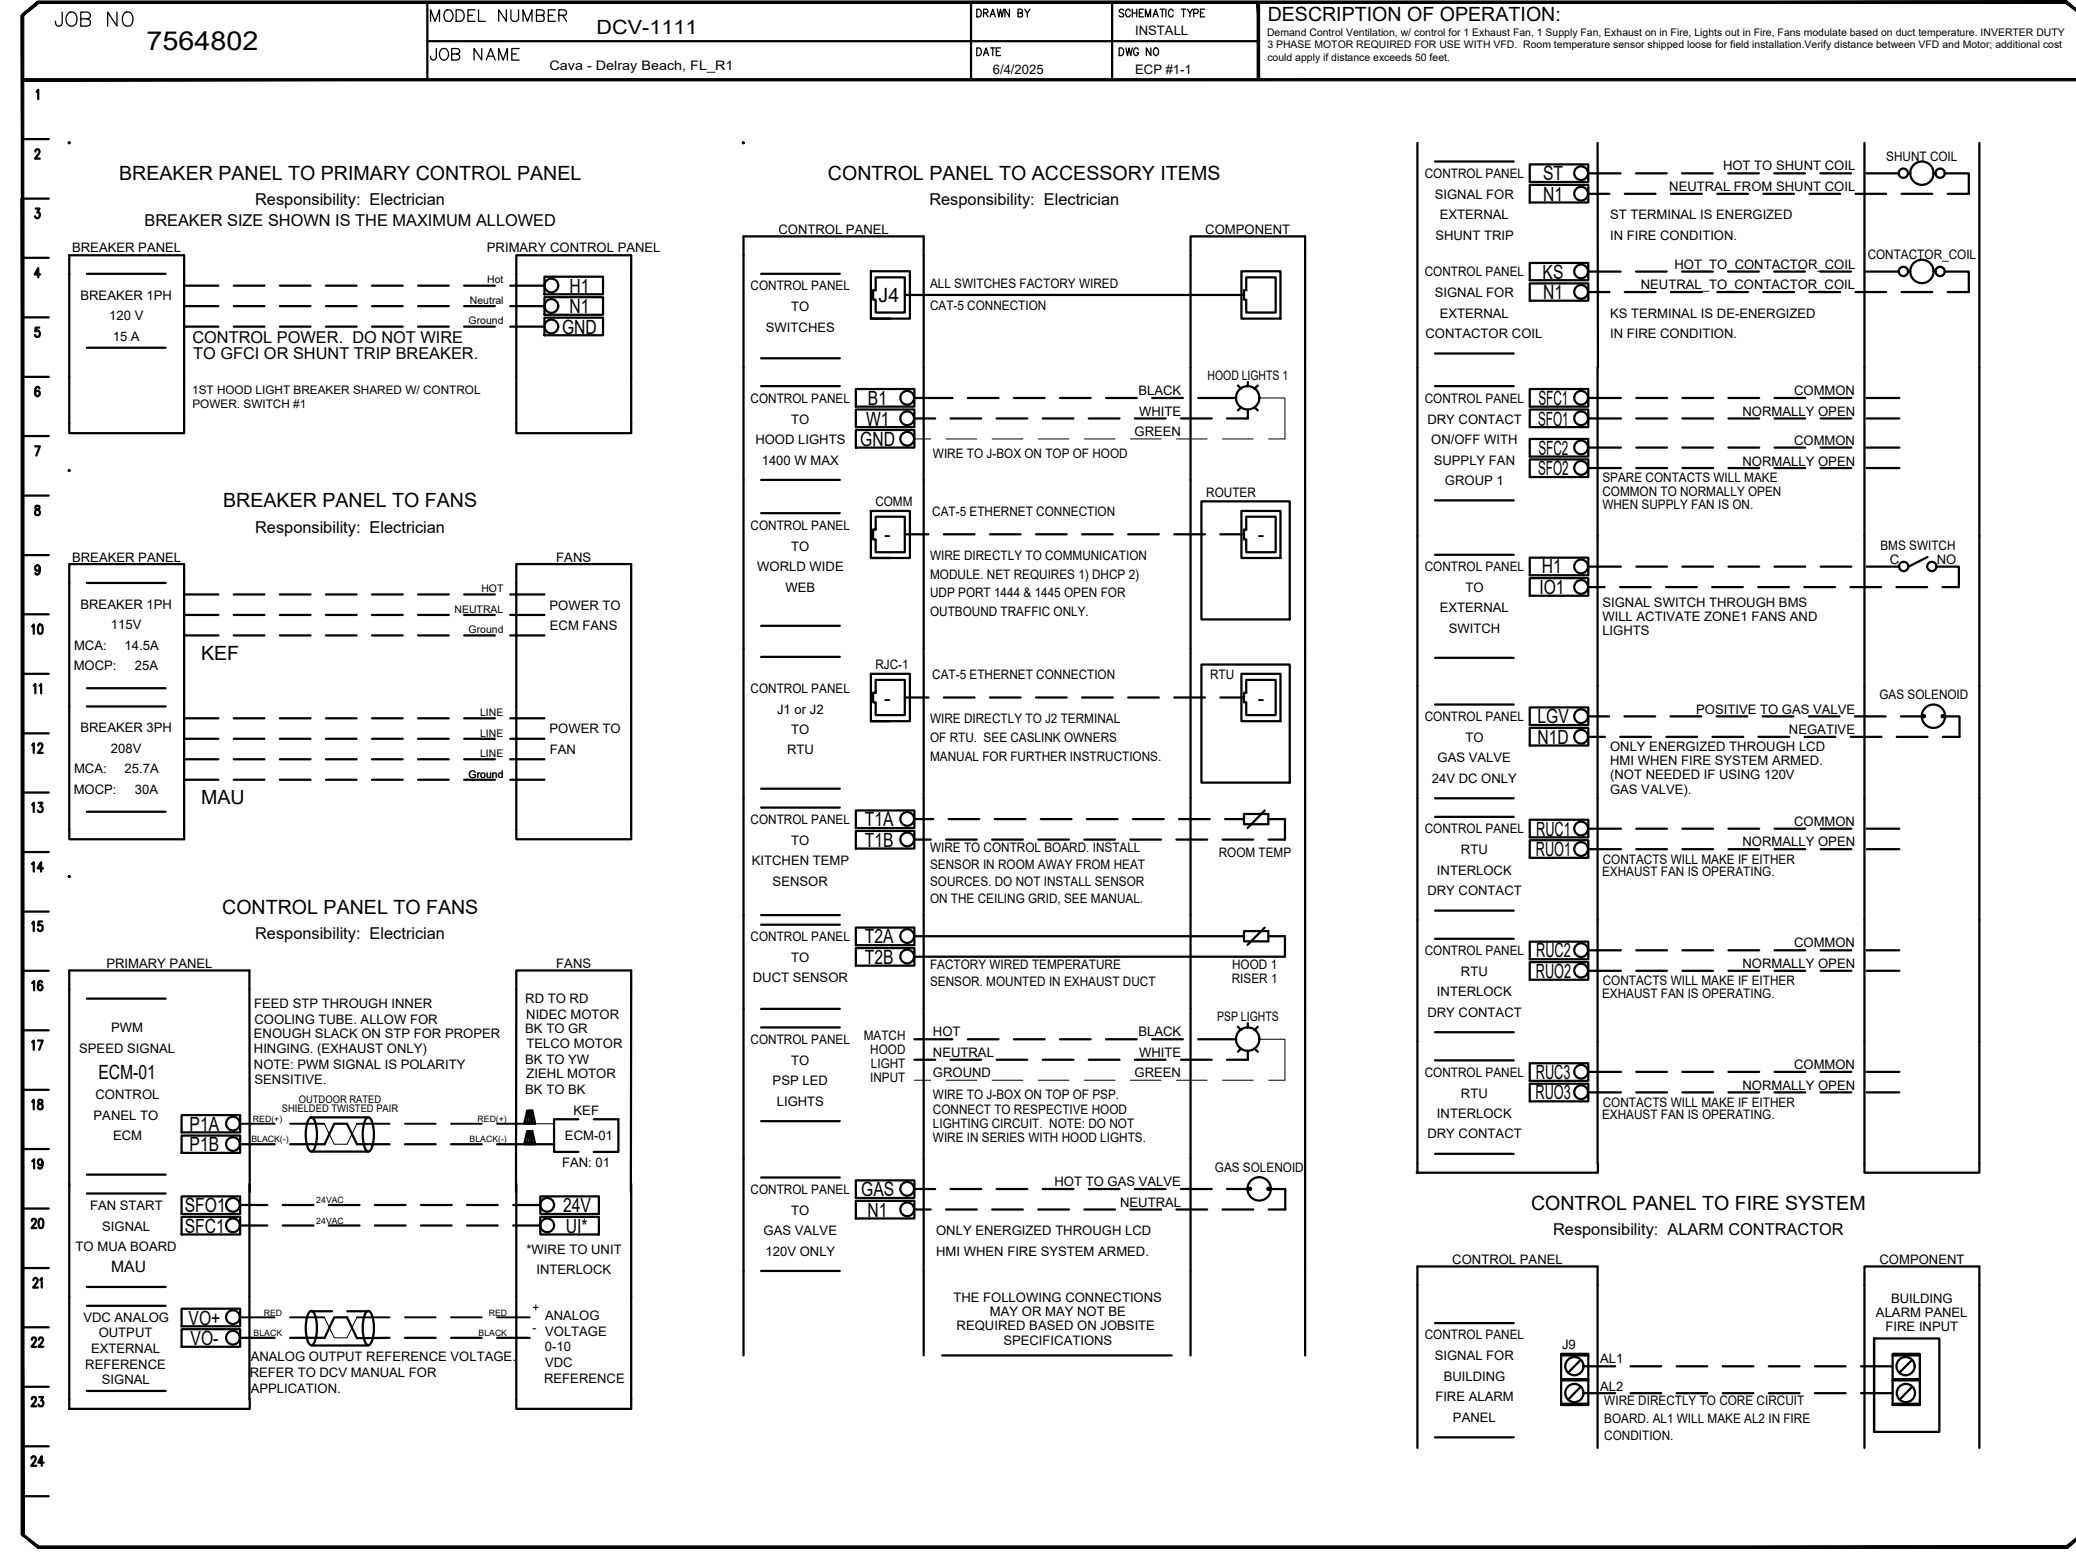 JOB NO
7564802
MODEL NUMBER
DCV-1111
JOB NAME
Cava - Delray Beach, FL_R1
DRAWN BY
DATE
6/4/2025
SCHEMATIC TYPE
INSTALL
DWG NO
ECP #1-1
DESCRIPTION OF OPERATION:
Demand Control Ventilation, w/ control for 1 Exhaust Fan, 1 Supply Fan, Exhaust on in Fire, Lights out in Fire, Fans modulate based on duct temperature. INVERTER DUTY
3 PHASE MOTOR REQUIRED FOR USE WITH VFD.  Room temperature sensor shipped loose for field installation.Verify distance between VFD and Motor; additional cost
could apply if distance exceeds 50 feet.
1
2
3
4
5
6
7
8
9
10
11
12
13
14
15
16
17
18
19
20
21
22
23
24
BREAKER PANEL TO PRIMARY CONTROL PANEL
Responsibility: Electrician
BREAKER SIZE SHOWN IS THE MAXIMUM ALLOWED
BREAKER PANEL
PRIMARY CONTROL PANEL
BREAKER 1PH
120 V
15 A
Hot
Neutral
Ground
H1
N1
GND
CONTROL POWER. DO NOT WIRE
TO GFCI OR SHUNT TRIP BREAKER.
1ST HOOD LIGHT BREAKER SHARED W/ CONTROL
POWER. SWITCH #1
BREAKER PANEL TO FANS
Responsibility: Electrician
BREAKER PANEL
FANS
BREAKER 1PH
115V
MCA: 14.5A
MOCP: 25A
HOT
NEUTRAL
Ground
KEF
POWER TO
ECM FANS
BREAKER 3PH
208V
MCA: 25.7A
MOCP: 30A
LINE
LINE
LINE
Ground
MAU
POWER TO
FAN
CONTROL PANEL TO FANS
Responsibility: Electrician
PRIMARY PANEL
FANS
PWM
SPEED SIGNAL
ECM-01
CONTROL
PANEL TO
ECM
P1A
P1B
FEED STP THROUGH INNER
COOLING TUBE. ALLOW FOR
ENOUGH SLACK ON STP FOR PROPER
HINGING. (EXHAUST ONLY)
NOTE: PWM SIGNAL IS POLARITY
SENSITIVE.
OUTDOOR RATED
SHIELDED TWISTED PAIR
RED(+)
BLACK(-)
RED(+)
BLACK(-)
RD TO RD
NIDEC MOTOR
BK TO GR
TELCO MOTOR
BK TO YW
ZIEHL MOTOR
BK TO BK
KEF
ECM-01
FAN: 01
FAN START
SIGNAL
TO MUA BOARD
MAU
SFO1
SFC1
24VAC
24VAC
24V
UI*
*WIRE TO UNIT
INTERLOCK
VDC ANALOG
OUTPUT
EXTERNAL
REFERENCE
SIGNAL
VO+
VO-
RED
BLACK
RED
BLACK
ANALOG OUTPUT REFERENCE VOLTAGE.
REFER TO DCV MANUAL FOR
APPLICATION.
+
-
ANALOG
VOLTAGE
0-10
VDC
REFERENCE
CONTROL PANEL TO ACCESSORY ITEMS
Responsibility: Electrician
CONTROL PANEL
COMPONENT
CONTROL PANEL
TO
SWITCHES
J4
ALL SWITCHES FACTORY WIRED
CAT-5 CONNECTION
CONTROL PANEL
TO
HOOD LIGHTS
1400 W MAX
B1
W1
GND
BLACK
WHITE
GREEN
HOOD LIGHTS 1
WIRE TO J-BOX ON TOP OF HOOD
CONTROL PANEL
TO
WORLD WIDE
WEB
COMM
-
CAT-5 ETHERNET CONNECTION
ROUTER
-
WIRE DIRECTLY TO COMMUNICATION
MODULE. NET REQUIRES 1) DHCP 2)
UDP PORT 1444 & 1445 OPEN FOR
OUTBOUND TRAFFIC ONLY.
CONTROL PANEL
J1 or J2
TO
RTU
RJC-1
-
CAT-5 ETHERNET CONNECTION
RTU
-
WIRE DIRECTLY TO J2 TERMINAL
OF RTU. SEE CASLINK OWNERS
MANUAL FOR FURTHER INSTRUCTIONS.
CONTROL PANEL
TO
KITCHEN TEMP
SENSOR
T1A
T1B
ROOM TEMP
WIRE TO CONTROL BOARD. INSTALL
SENSOR IN ROOM AWAY FROM HEAT
SOURCES. DO NOT INSTALL SENSOR
ON THE CEILING GRID, SEE MANUAL.
CONTROL PANEL
TO
DUCT SENSOR
T2A
T2B
FACTORY WIRED TEMPERATURE
SENSOR. MOUNTED IN EXHAUST DUCT
HOOD 1
RISER 1
CONTROL PANEL
TO
PSP LED
LIGHTS
MATCH
HOOD
LIGHT
INPUT
HOT
NEUTRAL
GROUND
BLACK
WHITE
GREEN
PSP LIGHTS
WIRE TO J-BOX ON TOP OF PSP.
CONNECT TO RESPECTIVE HOOD
LIGHTING CIRCUIT. NOTE: DO NOT
WIRE IN SERIES WITH HOOD LIGHTS.
CONTROL PANEL
TO
GAS VALVE
120V ONLY
GAS
N1
HOT TO GAS VALVE
NEUTRAL
GAS SOLENOID
ONLY ENERGIZED THROUGH LCD
HMI WHEN FIRE SYSTEM ARMED.
THE FOLLOWING CONNECTIONS
MAY OR MAY NOT BE
REQUIRED BASED ON JOBSITE
SPECIFICATIONS
CONTROL PANEL
SIGNAL FOR
EXTERNAL
SHUNT TRIP
ST
N1
HOT TO SHUNT COIL
NEUTRAL FROM SHUNT COIL
SHUNT COIL
ST TERMINAL IS ENERGIZED
IN FIRE CONDITION.
CONTROL PANEL
SIGNAL FOR
EXTERNAL
CONTACTOR COIL
KS
N1
HOT TO CONTACTOR COIL
NEUTRAL TO CONTACTOR COIL
CONTACTOR COIL
KS TERMINAL IS DE-ENERGIZED
IN FIRE CONDITION.
CONTROL PANEL
DRY CONTACT
ON/OFF WITH
SUPPLY FAN
GROUP 1
SFC1
SFO1
SFC2
SFO2
COMMON
NORMALLY OPEN
COMMON
NORMALLY OPEN
SPARE CONTACTS WILL MAKE
COMMON TO NORMALLY OPEN
WHEN SUPPLY FAN IS ON.
CONTROL PANEL
TO
EXTERNAL
SWITCH
H1
IO1
BMS SWITCH
C
NO
SIGNAL SWITCH THROUGH BMS
WILL ACTIVATE ZONE1 FANS AND
LIGHTS
CONTROL PANEL
TO
GAS VALVE
24V DC ONLY
LGV
N1D
POSITIVE TO GAS VALVE
NEGATIVE
GAS SOLENOID
ONLY ENERGIZED THROUGH LCD
HMI WHEN FIRE SYSTEM ARMED.
(NOT NEEDED IF USING 120V
GAS VALVE).
CONTROL PANEL
RTU
INTERLOCK
DRY CONTACT
RUC1
RUO1
COMMON
NORMALLY OPEN
CONTACTS WILL MAKE IF EITHER
EXHAUST FAN IS OPERATING.
CONTROL PANEL
RTU
INTERLOCK
DRY CONTACT
RUC2
RUO2
COMMON
NORMALLY OPEN
CONTACTS WILL MAKE IF EITHER
EXHAUST FAN IS OPERATING.
CONTROL PANEL
RTU
INTERLOCK
DRY CONTACT
RUC3
RUO3
COMMON
NORMALLY OPEN
CONTACTS WILL MAKE IF EITHER
EXHAUST FAN IS OPERATING.
CONTROL PANEL TO FIRE SYSTEM
Responsibility: ALARM CONTRACTOR
CONTROL PANEL
COMPONENT
CONTROL PANEL
SIGNAL FOR
BUILDING
FIRE ALARM
PANEL
J9
AL1
AL2
BUILDING
ALARM PANEL
FIRE INPUT
WIRE DIRECTLY TO CORE CIRCUIT
BOARD. AL1 WILL MAKE AL2 IN FIRE
CONDITION.